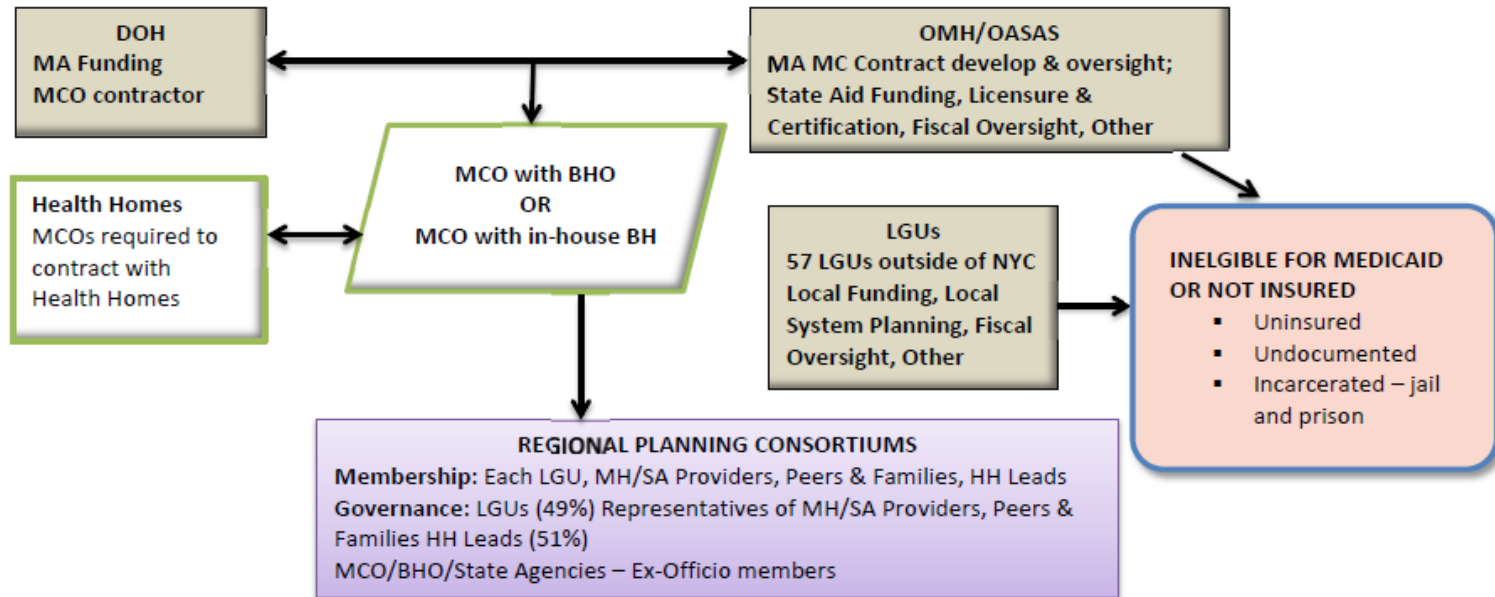 DOH
MA Funding
MCO contractor
OMH/OASAS
MA MC Contract develop & oversight;
State Aid Funding, Licensure &
Certification, Fiscal Oversight, Other
MCO with BHO
OR
MCO with in-house BH
Health Homes
MCOs required to
contract with
Health Homes
LGUs
57 LGUs outside of NYC
Local Funding, Local
System Planning, Fiscal
Oversight, Other
INELGIBLE FOR MEDICAID
OR NOT INSURED
▪ Uninsured
▪ Undocumented
▪ Incarcerated – jail
and prison
REGIONAL PLANNING CONSORTIUMS
Membership: Each LGU, MH/SA Providers, Peers & Families, HH Leads
Governance: LGUs (49%) Representatives of MH/SA Providers, Peers &
Families HH Leads (51%)
MCO/BHO/State Agencies – Ex-Officio members